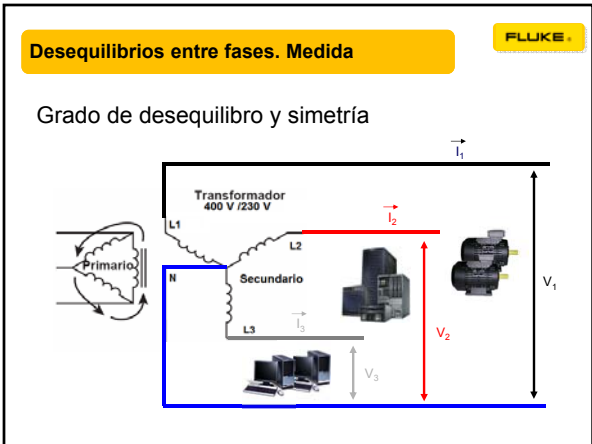 Desequilibrios entre fases. Medida
FLUKE®
Grado de desequilibro y simetría
I₁
Transformador
400 V /230 V
L1
I₂
L2
Primario
N
Secundario
V₁
V₂
I₃
L3
V₃